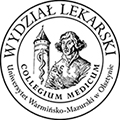 WYDZIAŁ LEKARSKI
COLLEGIUM MEDICUM
Uniwersytet Warmińsko-Mazurski w Olsztynie